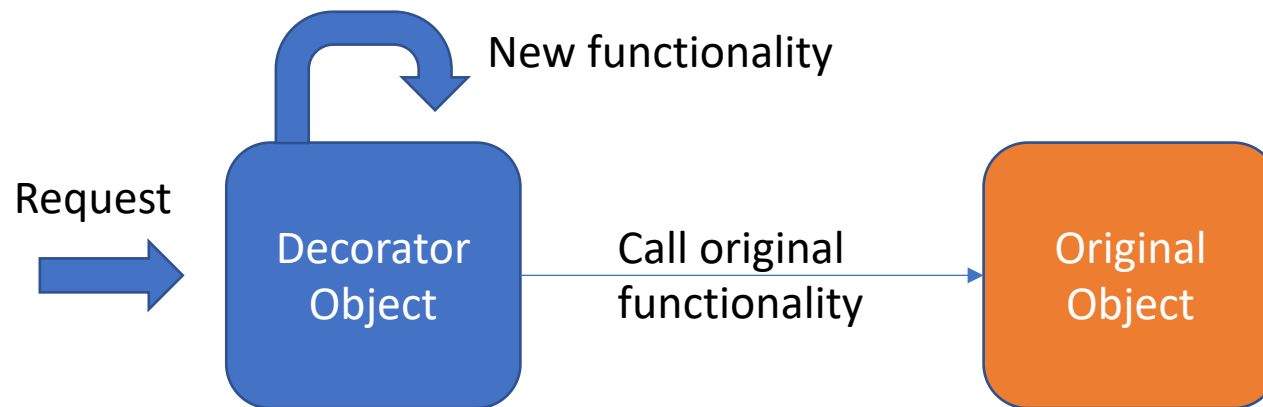 New functionality
Request
Decorator
Object
Call original
functionality
Original
Object